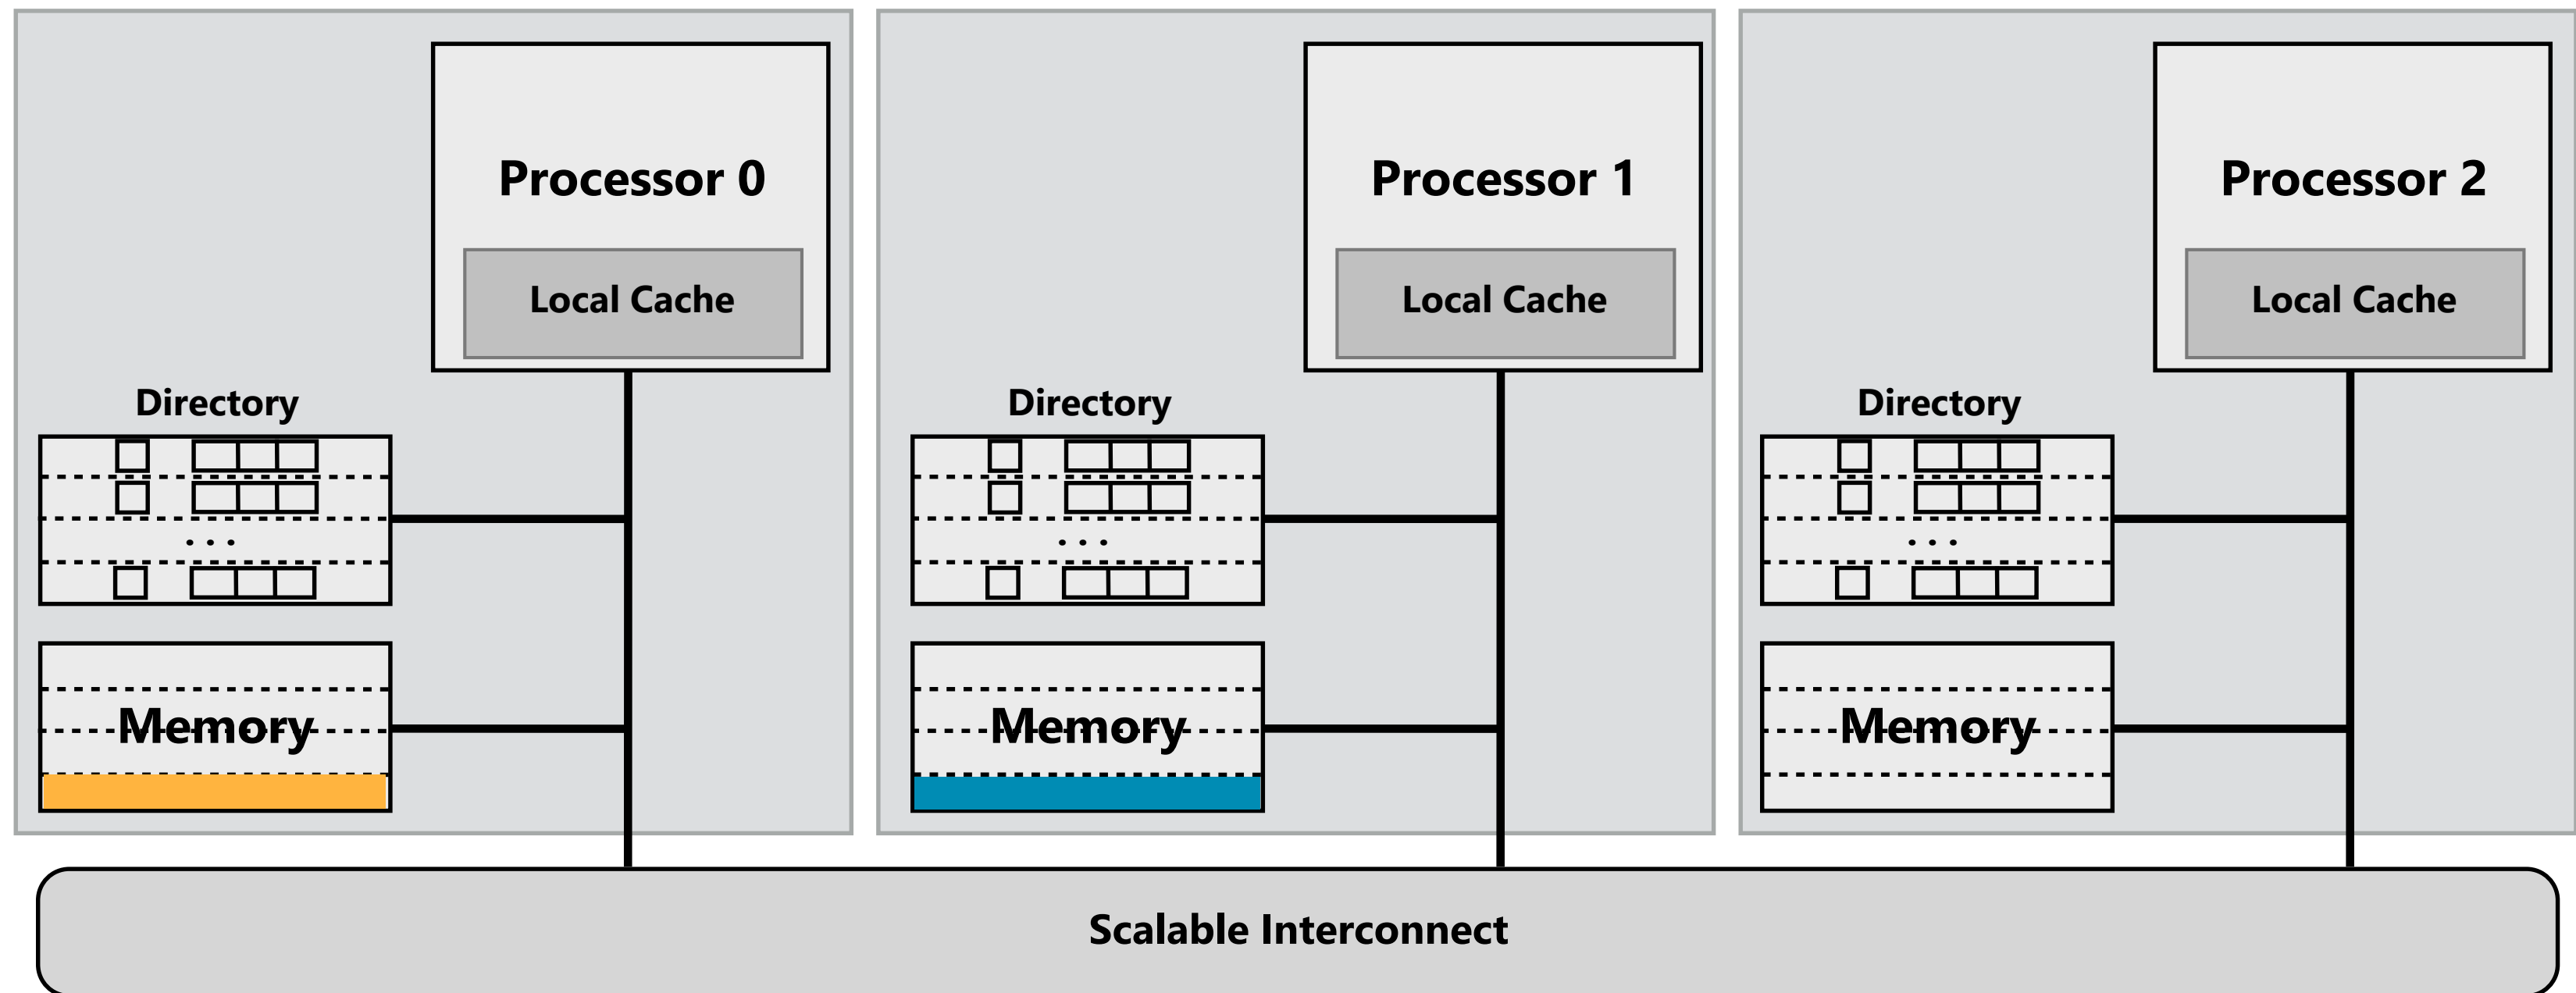 Processor 0
Local Cache
Directory
. . .
Memory
Processor 1
Local Cache
Directory
. . .
Memory
Processor 2
Local Cache
Directory
. . .
Memory
Scalable Interconnect